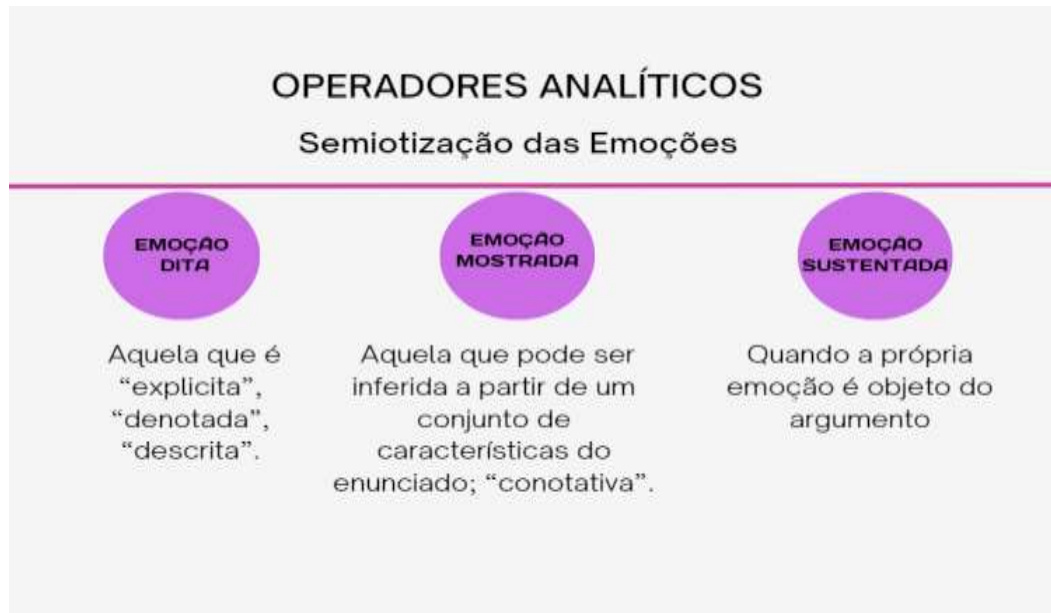 OPERADORES ANALÍTICOS
Semiotização das Emoções
EMOÇÃO
DITA
Aquela que é
“explicita”,
“denotada”,
“descrita”.
EMOÇÃO
MOSTRADA
Aquela que pode ser
inferida a partir de um
conjunto de
características do
enunciado; “conotativa”.
EMOÇÃO
SUSTENTADA
Quando a própria
emoção é objeto do
argumento